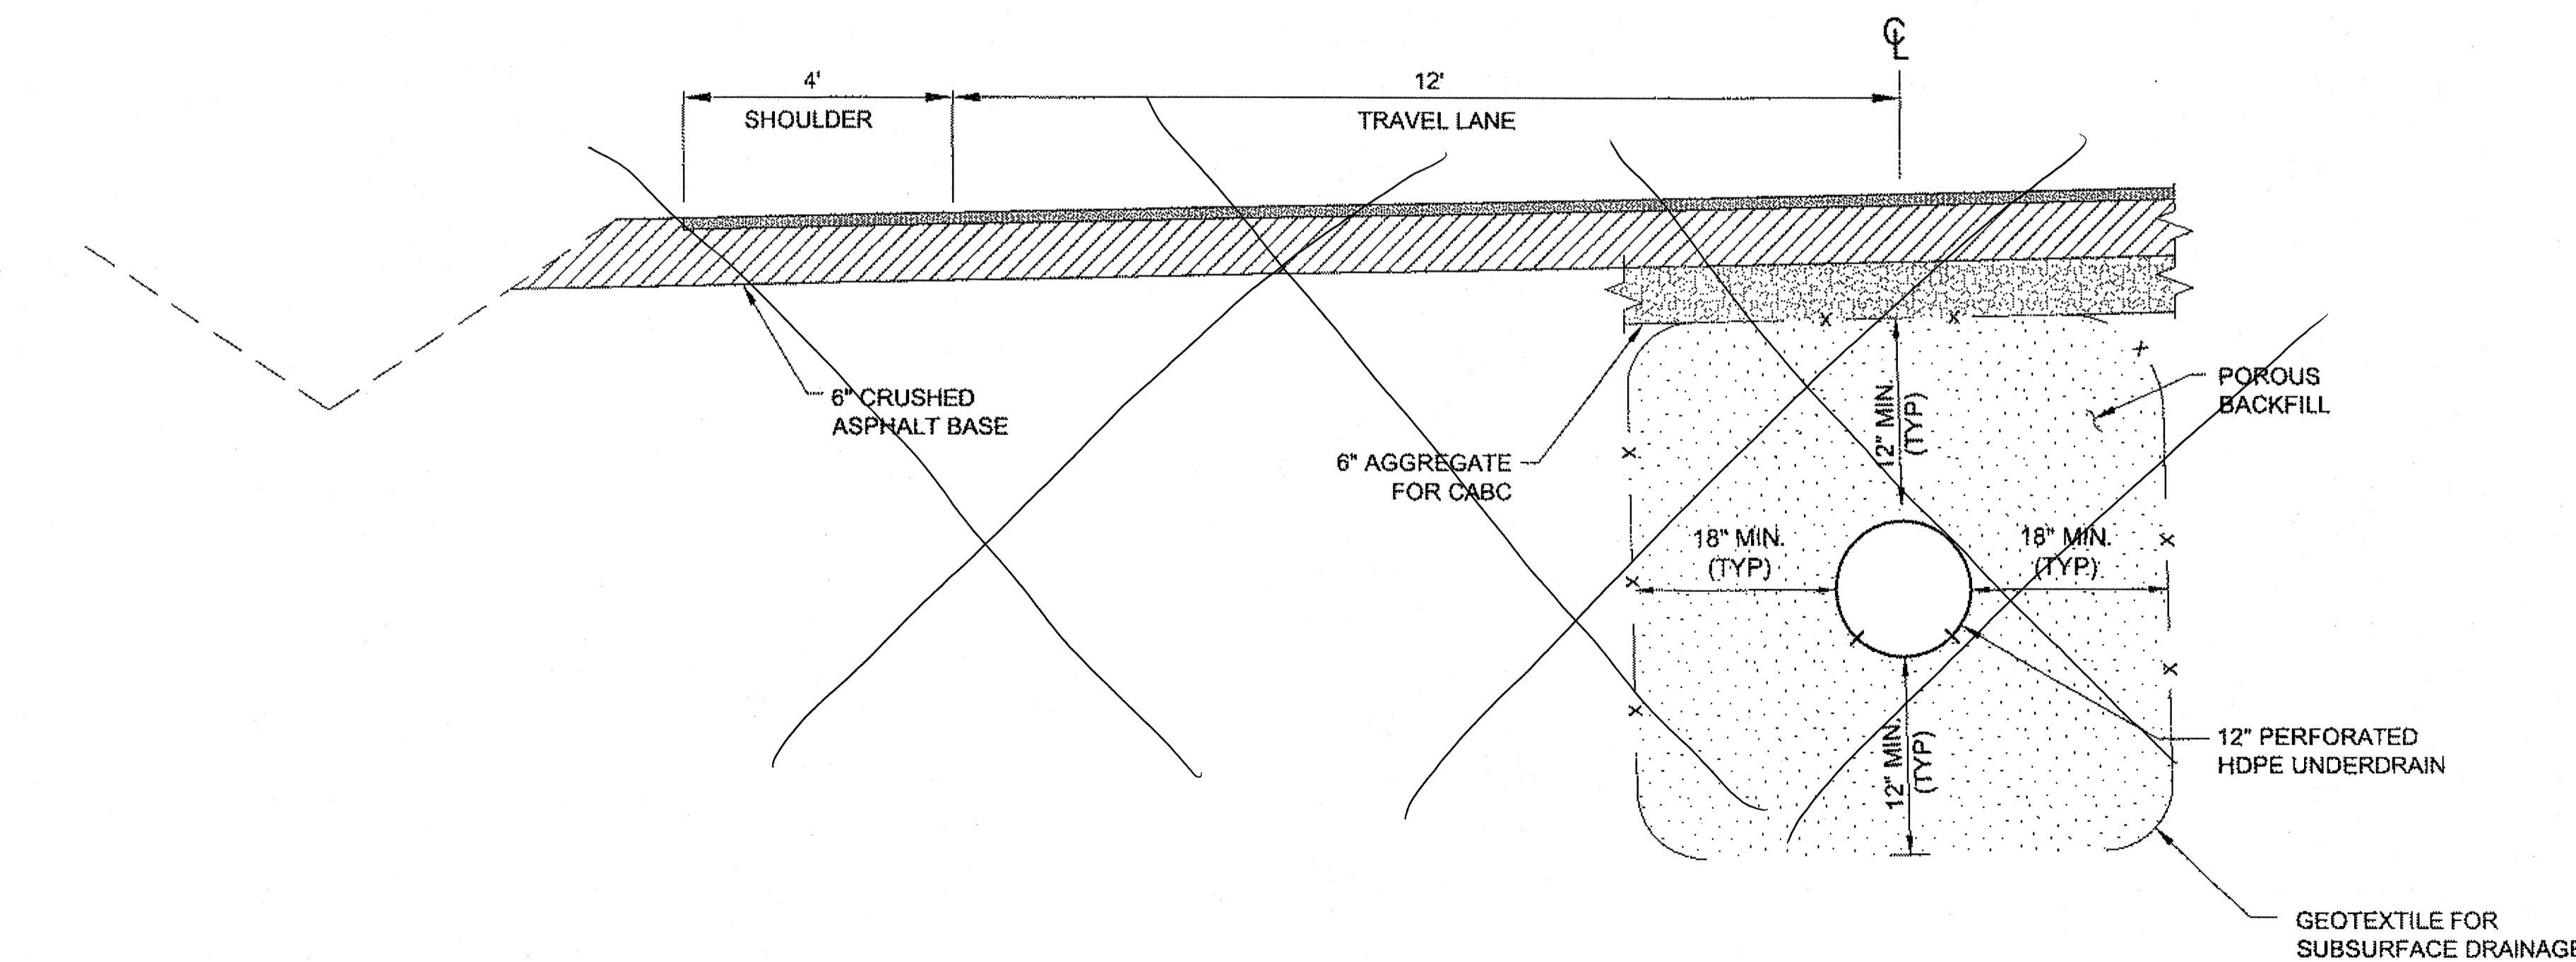 ℄
4'
SHOULDER
12'
TRAVEL LANE
6" CRUSHED
ASPHALT BASE
6" AGGREGATE
FOR CABC
12" MIN.
(TYP)
POROUS
BACKFILL
18" MIN.
(TYP)
18" MIN.
(TYP)
12" MIN.
(TYP)
12" PERFORATED
HDPE UNDERDRAIN
GEOTEXTILE FOR
SUBSURFACE DRAINAGE